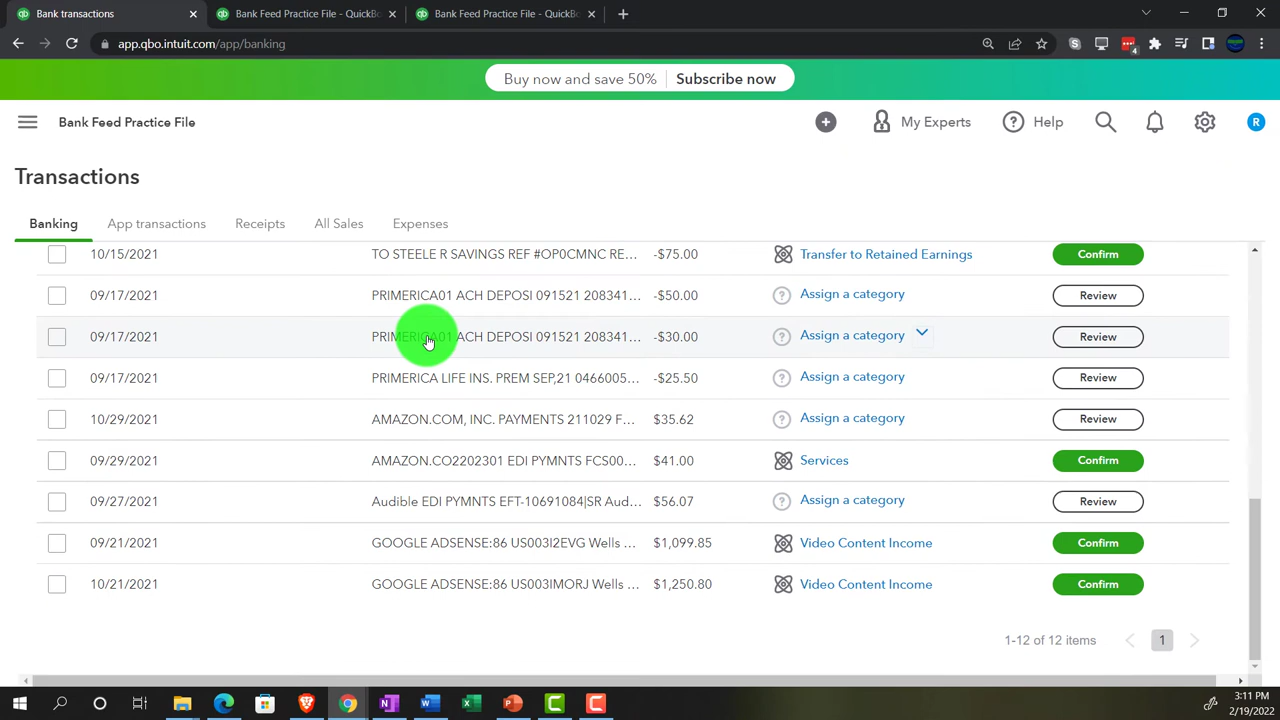 Bank transactions
Bank Feed Practice File - QuickBo
Bank Feed Practice File - QuickBo
app.qbo.intuit.com/app/banking
4
Buy now and save 50% Subscribe now
Bank Feed Practice File My Experts Help R
Transactions
Banking App transactions Receipts All Sales Expenses
10/15/2021 TO STEELE R SAVINGS REF #OP0CMNC RE... -$75.00 Transfer to Retained Earnings Confirm
09/17/2021 PRIMERICA01 ACH DEPOSI 091521 208341... -$50.00 Assign a category Review
09/17/2021 PRIMERICA01 ACH DEPOSI 091521 208341... -$30.00 Assign a category Review
09/17/2021 PRIMERICA LIFE INS. PREM SEP,21 0466005... -$25.50 Assign a category Review
10/29/2021 AMAZON.COM, INC. PAYMENTS 211029 F... $35.62 Assign a category Review
09/29/2021 AMAZON.CO2202301 EDI PYMNTS FCS00... $41.00 Services Confirm
09/27/2021 Audible EDI PYMNTS EFT-10691084|SR Aud... $56.07 Assign a category Review
09/21/2021 GOOGLE ADSENSE:86 US003I2EVG Wells ... $1,099.85 Video Content Income Confirm
10/21/2021 GOOGLE ADSENSE:86 US003IMORJ Wells ... $1,250.80 Video Content Income Confirm
1-12 of 12 items 1
3:11 PM
2/19/2022